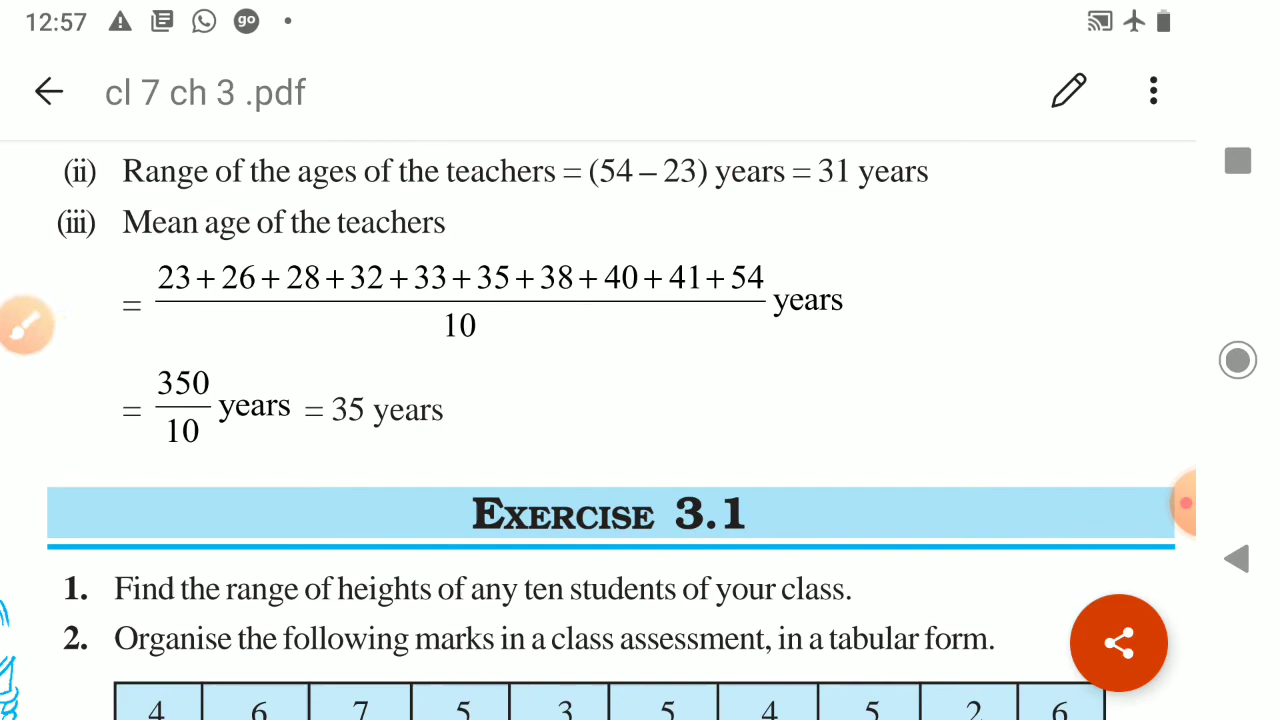 12:57 go
cl 7 ch 3 .pdf
(ii) Range of the ages of the teachers = (54 – 23) years = 31 years
(iii) Mean age of the teachers
= 23 + 26 + 28 + 32 + 33 + 35 + 38 + 40 + 41 + 54 / 10 years
= 350 / 10 years = 35 years
EXERCISE 3.1
1. Find the range of heights of any ten students of your class.
2. Organise the following marks in a class assessment, in a tabular form.
4 6 7 5 3 5 4 5 2 6